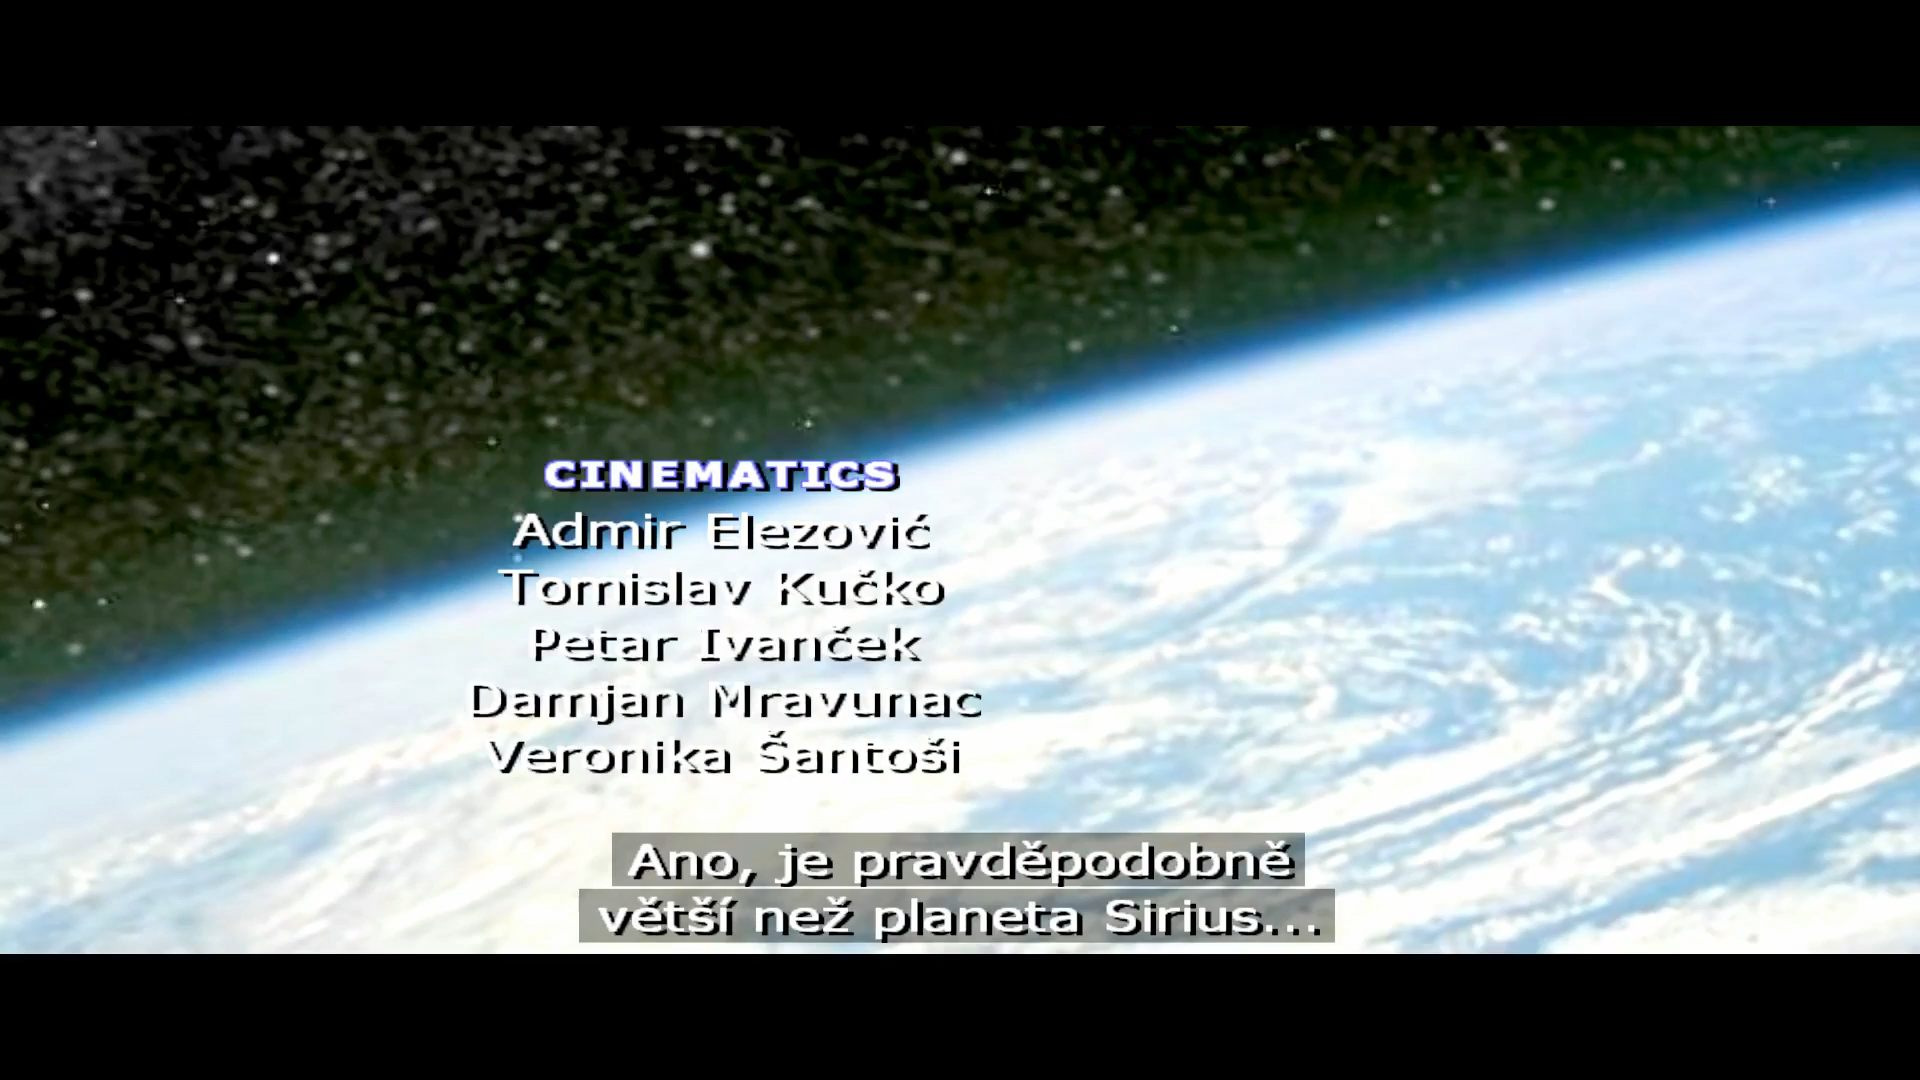 CINEMATICS
Admir Elezović
Tomislav Kučko
Petar Ivanček
Damjan Mravunac
Veronika Šantoši
Ano, je pravděpodobně
větší než planeta Sirius...